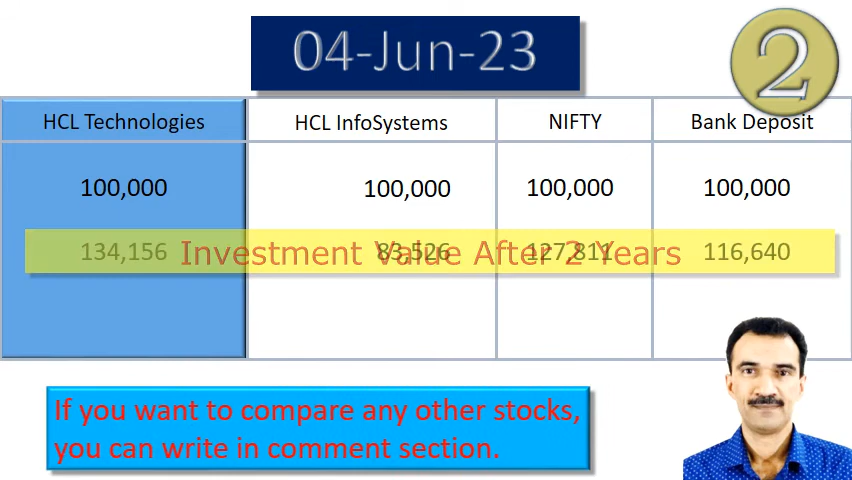 04-Jun-23
2
HCL Technologies HCL InfoSystems NIFTY Bank Deposit
100,000 100,000 100,000 100,000
134,156 83,526 127,811 116,640
Investment Value After 2 Years
If you want to compare any other stocks,
you can write in comment section.